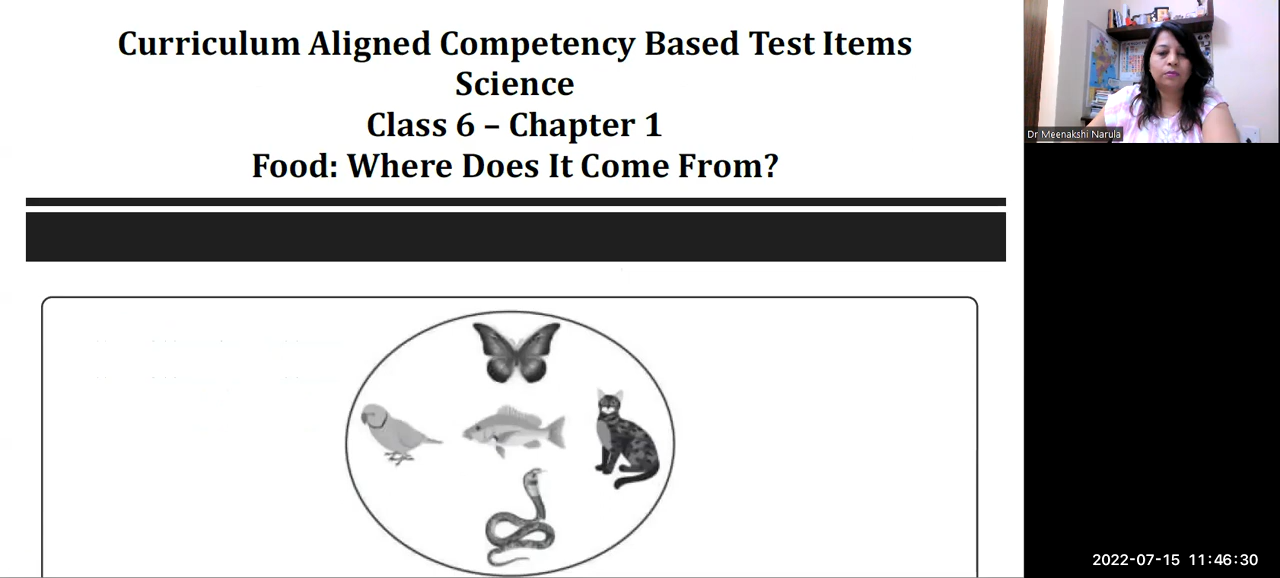 Curriculum Aligned Competency Based Test Items
Science
Class 6 – Chapter 1
Food: Where Does It Come From?
Dr Meenakshi Narula
2022-07-15 11:46:30